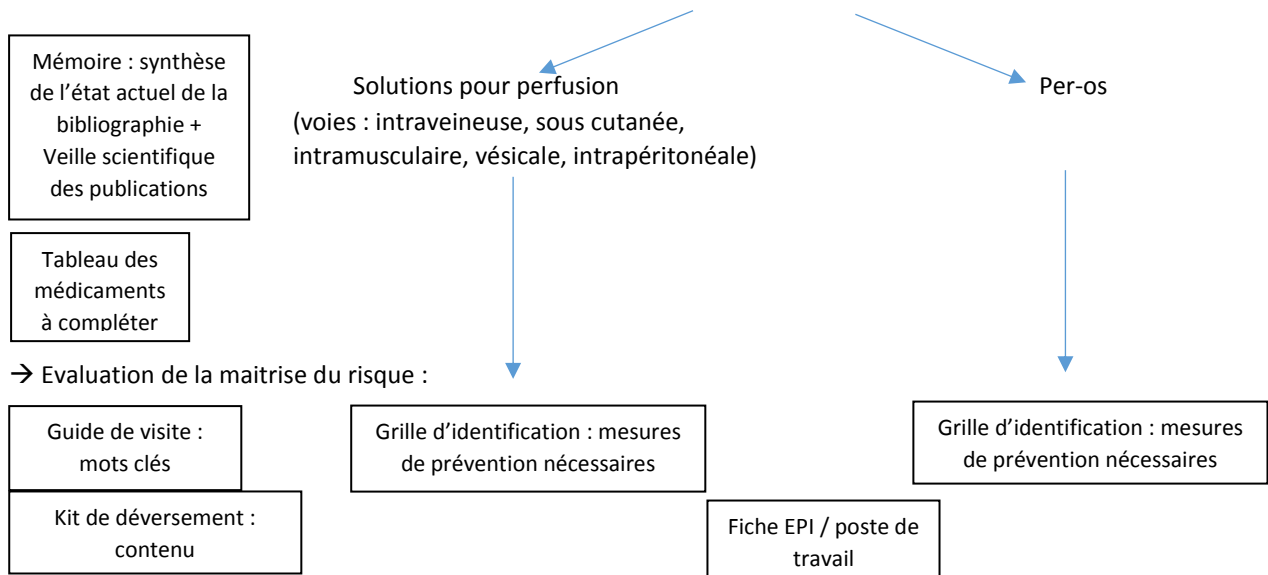 Mémoire : synthèse
de l’état actuel de la
bibliographie +
Veille scientifique
des publications
Solutions pour perfusion
(voies : intraveineuse, sous cutanée,
intramusculaire, vésicale, intrapéritonéale)
Per-os
Tableau des
médicaments
à compléter
→ Evaluation de la maitrise du risque :
Guide de visite :
mots clés
Grille d’identification : mesures
de prévention nécessaires
Grille d’identification : mesures
de prévention nécessaires
Kit de déversement :
contenu
Fiche EPI / poste de
travail